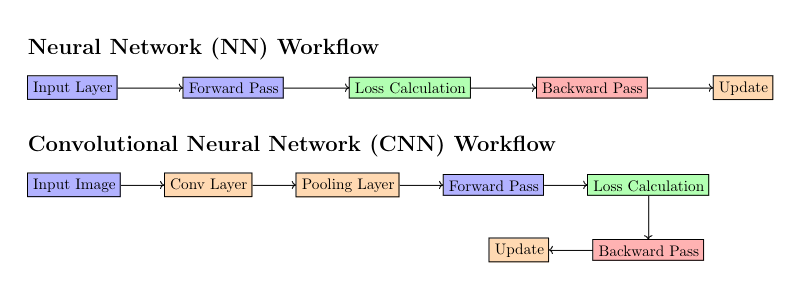 Neural Network (NN) Workflow
Input Layer Forward Pass Loss Calculation Backward Pass Update
Convolutional Neural Network (CNN) Workflow
Input Image Conv Layer Pooling Layer Forward Pass Loss Calculation
Update Backward Pass